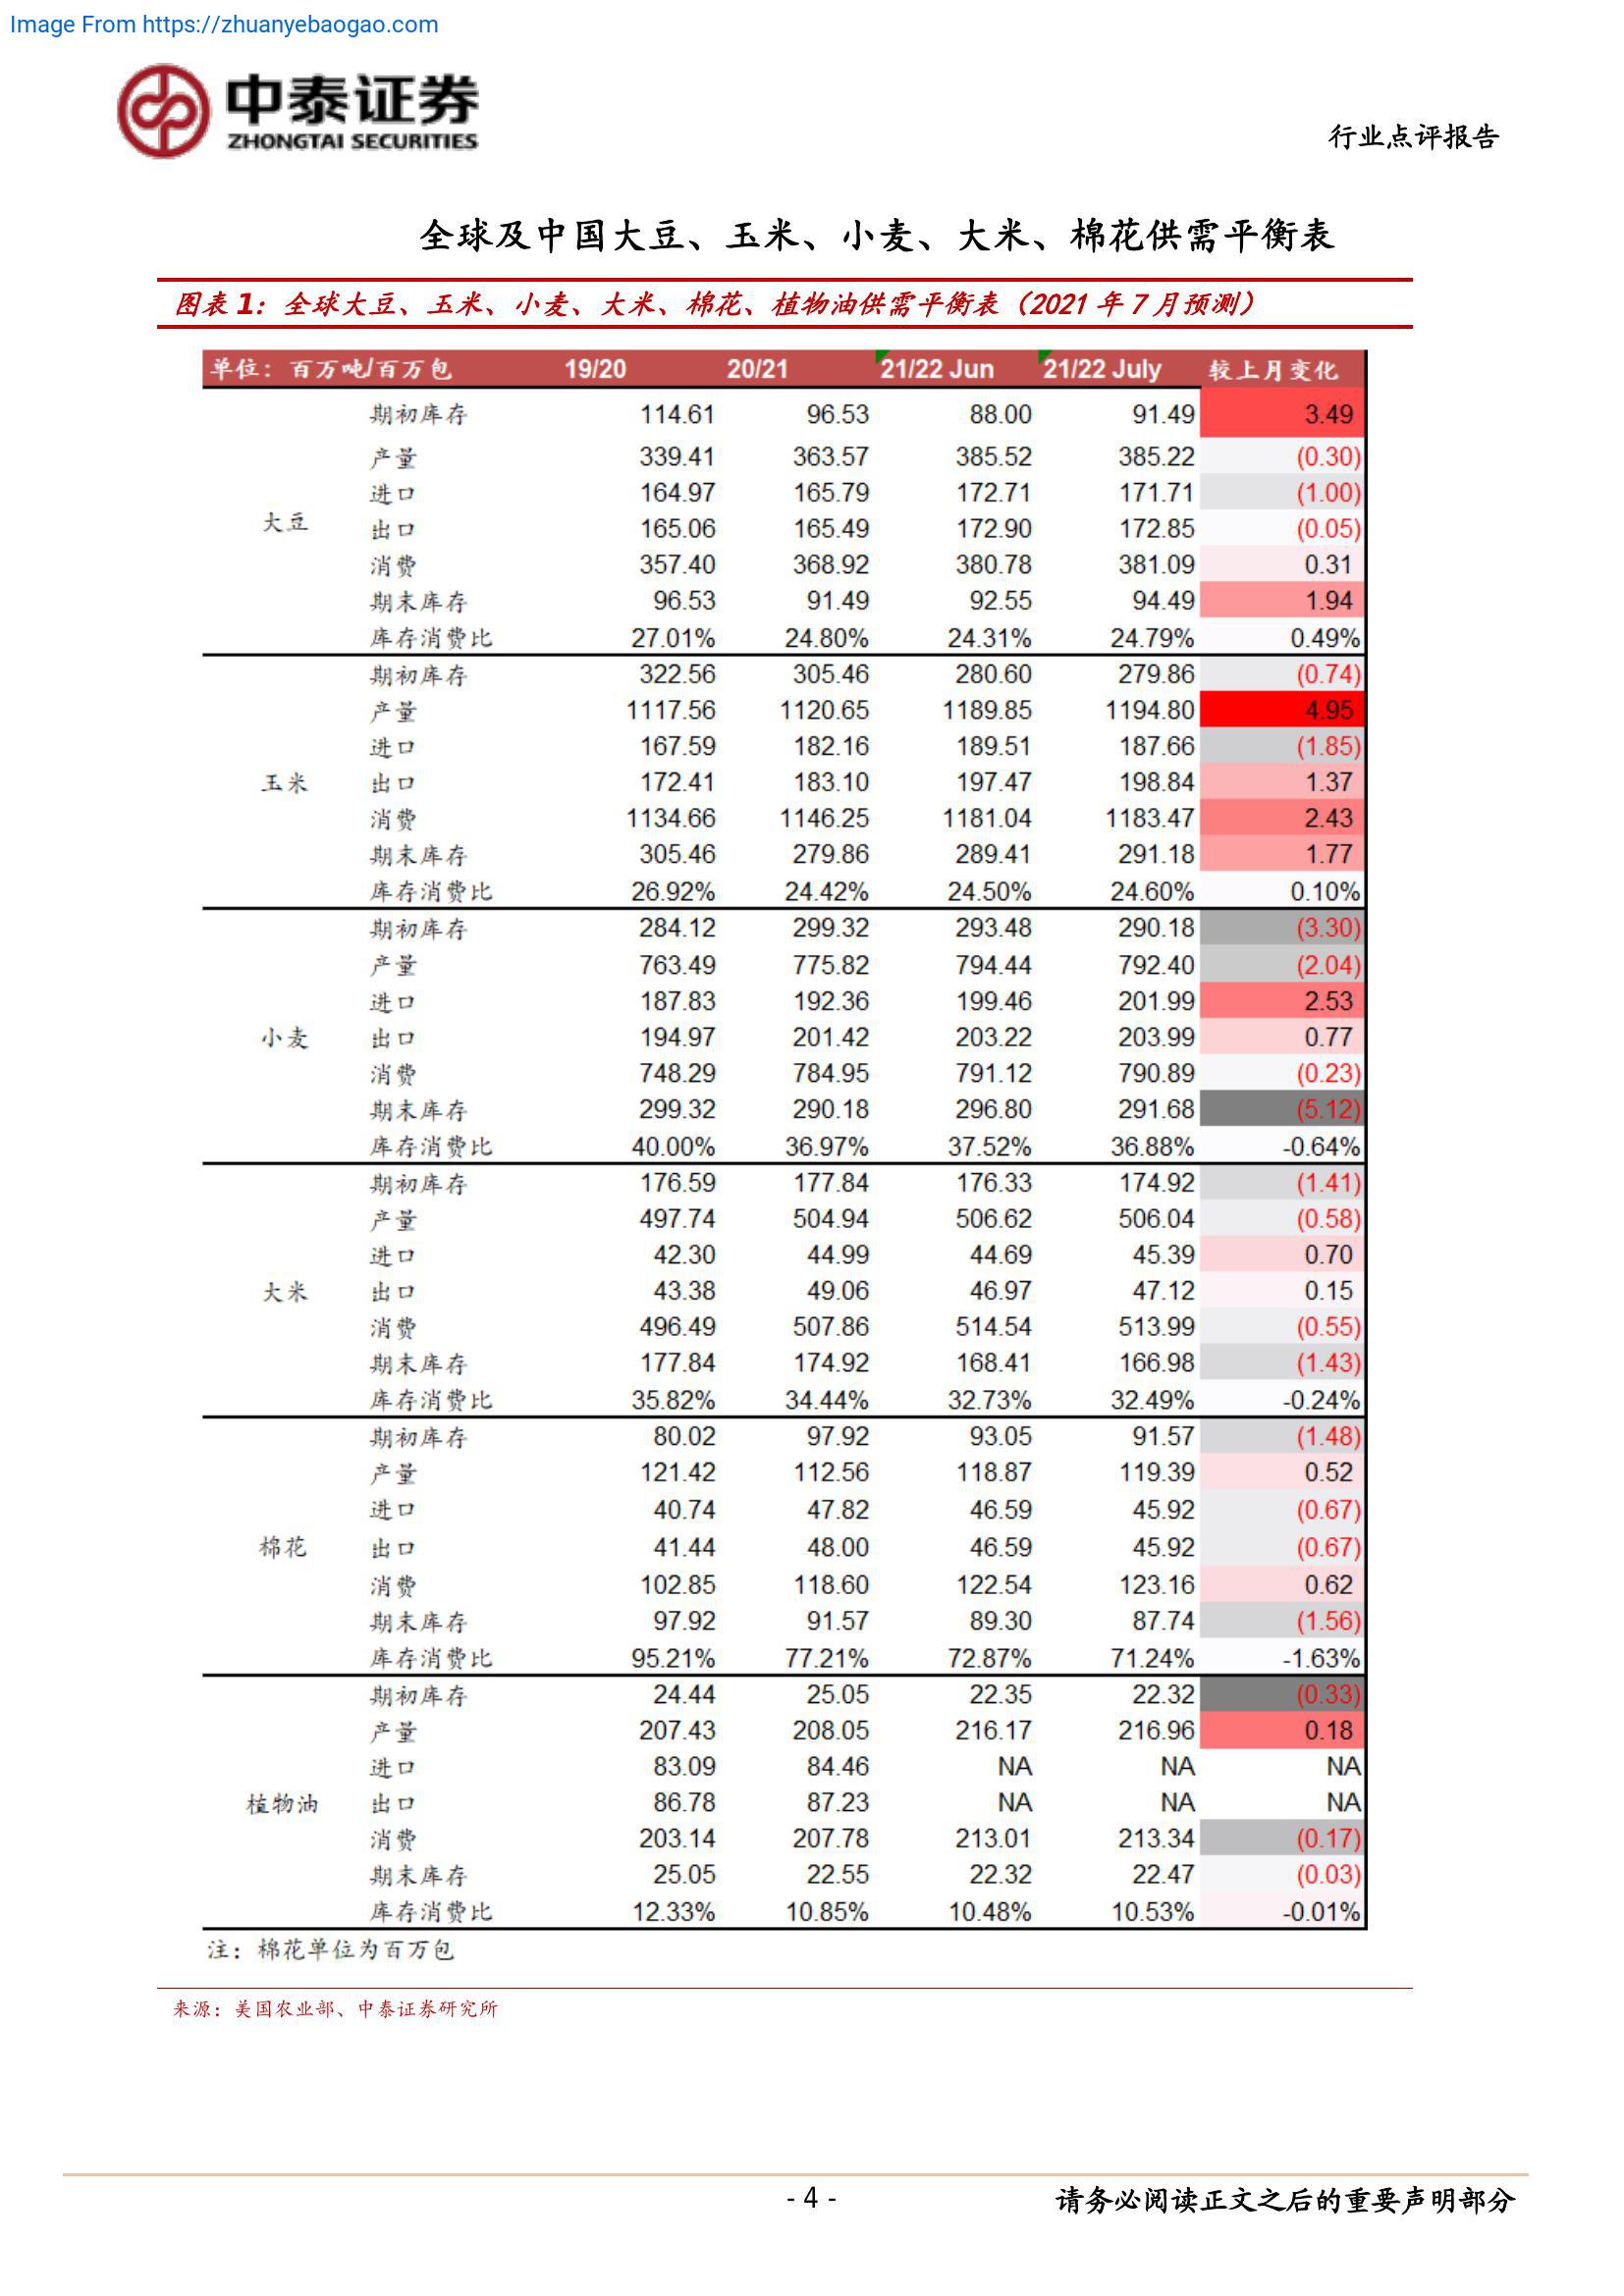 Image From https://zhuanyebaogao.com
中泰证券
ZHONGTAI SECURITIES
行业点评报告
全球及中国大豆、玉米、小麦、大米、棉花供需平衡表
图表 1：全球大豆、玉米、小麦、大米、棉花、植物油供需平衡表（2021 年 7 月预测）
单位：百万吨/百万包 19/20 20/21 21/22 Jun 21/22 July 较上月变化
期初库存 114.61 96.53 88.00 91.49 3.49
产量 339.41 363.57 385.52 385.22 (0.30)
进口 164.97 165.79 172.71 171.71 (1.00)
大豆 出口 165.06 165.49 172.90 172.85 (0.05)
消费 357.40 368.92 380.78 381.09 0.31
期末库存 96.53 91.49 92.55 94.49 1.94
库存消费比 27.01% 24.80% 24.31% 24.79% 0.49%
期初库存 322.56 305.46 280.60 279.86 (0.74)
产量 1117.56 1120.65 1189.85 1194.80 4.95
进口 167.59 182.16 189.51 187.66 (1.85)
玉米 出口 172.41 183.10 197.47 198.84 1.37
消费 1134.66 1146.25 1181.04 1183.47 2.43
期末库存 305.46 279.86 289.41 291.18 1.77
库存消费比 26.92% 24.42% 24.50% 24.60% 0.10%
期初库存 284.12 299.32 293.48 290.18 (3.30)
产量 763.49 775.82 794.44 792.40 (2.04)
进口 187.83 192.36 199.46 201.99 2.53
小麦 出口 194.97 201.42 203.22 203.99 0.77
消费 748.29 784.95 791.12 790.89 (0.23)
期末库存 299.32 290.18 296.80 291.68 (5.12)
库存消费比 40.00% 36.97% 37.52% 36.88% -0.64%
期初库存 176.59 177.84 176.33 174.92 (1.41)
产量 497.74 504.94 506.62 506.04 (0.58)
进口 42.30 44.99 44.69 45.39 0.70
大米 出口 43.38 49.06 46.97 47.12 0.15
消费 496.49 507.86 514.54 513.99 (0.55)
期末库存 177.84 174.92 168.41 166.98 (1.43)
库存消费比 35.82% 34.44% 32.73% 32.49% -0.24%
期初库存 80.02 97.92 93.05 91.57 (1.48)
产量 121.42 112.56 118.87 119.39 0.52
进口 40.74 47.82 46.59 45.92 (0.67)
棉花 出口 41.44 48.00 46.59 45.92 (0.67)
消费 102.85 118.60 122.54 123.16 0.62
期末库存 97.92 91.57 89.30 87.74 (1.56)
库存消费比 95.21% 77.21% 72.87% 71.24% -1.63%
期初库存 24.44 25.05 22.35 22.32 (0.33)
产量 207.43 208.05 216.17 216.96 0.18
进口 83.09 84.46 NA NA NA
植物油 出口 86.78 87.23 NA NA NA
消费 203.14 207.78 213.01 213.34 (0.17)
期末库存 25.05 22.55 22.32 22.47 (0.03)
库存消费比 12.33% 10.85% 10.48% 10.53% -0.01%
注：棉花单位为百万包
来源：美国农业部、中泰证券研究所
- 4 -
请务必阅读正文之后的重要声明部分